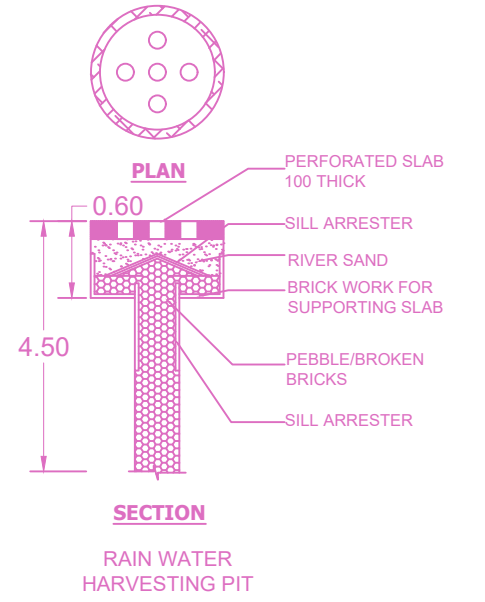 PLAN
PERFORATED SLAB
100 THICK
0.60
SILL ARRESTER
RIVER SAND
BRICK WORK FOR
SUPPORTING SLAB
4.50
PEBBLE/BROKEN
BRICKS
SILL ARRESTER
SECTION
RAIN WATER
HARVESTING PIT